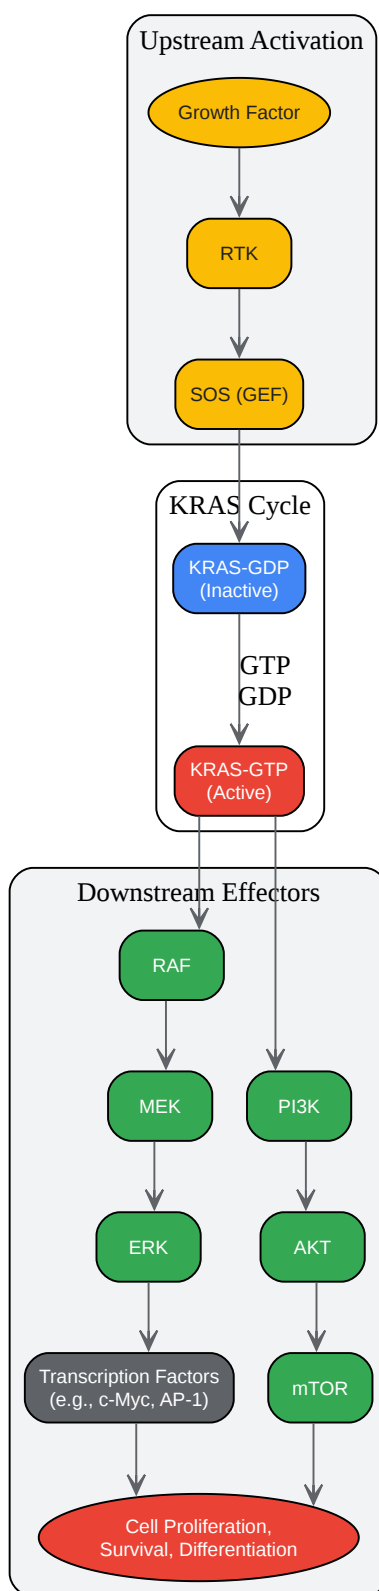 Upstream Activation
Growth Factor
RTK
SOS (GEF)
KRAS Cycle
KRAS-GDP
(Inactive)
GTP
GDP
KRAS-GTP
(Active)
Downstream Effectors
RAF
MEK
PI3K
ERK
AKT
Transcription Factors
(e.g., c-Myc, AP-1)
mTOR
Cell Proliferation,
Survival, Differentiation